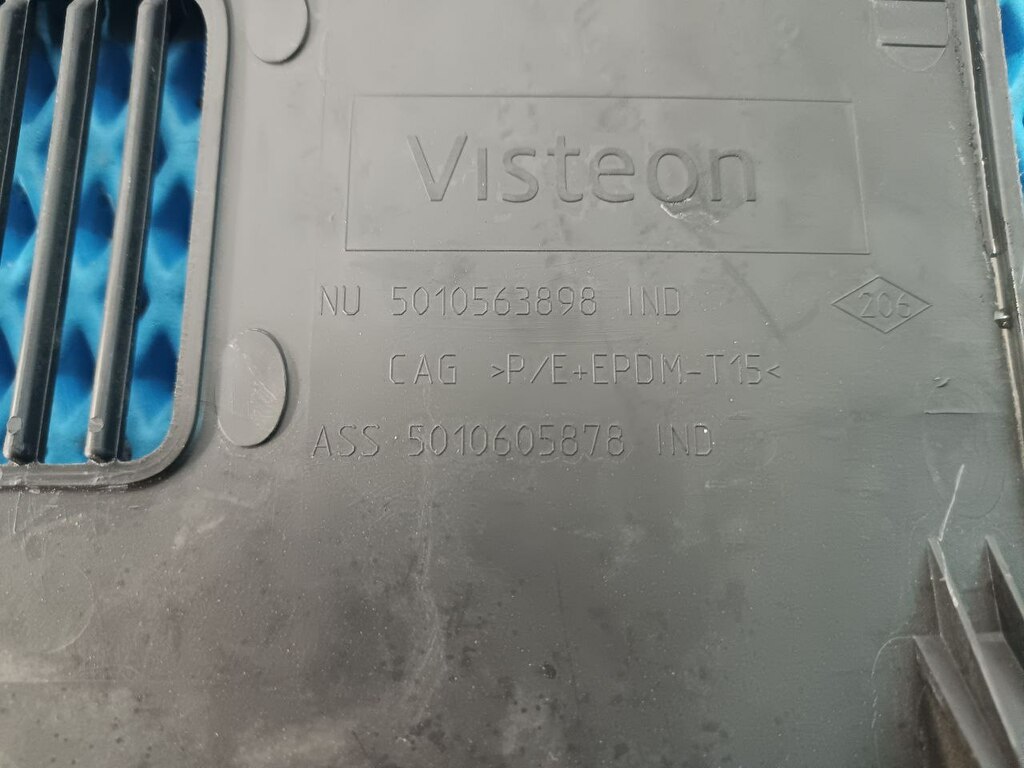 Visteon
NU 5010563898 IND
206
CAG >P/E+EPDM-T15<
ASS 5010605878 IND